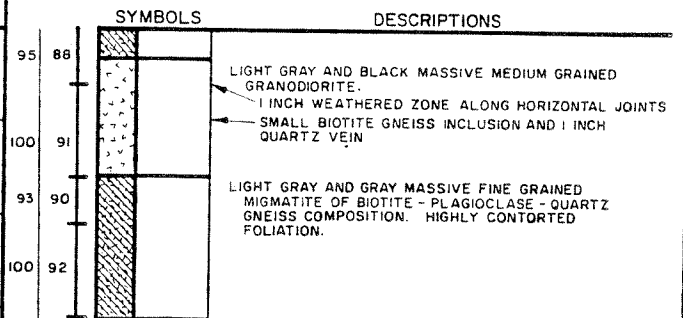 SYMBOLS DESCRIPTIONS
95 88
LIGHT GRAY AND BLACK MASSIVE MEDIUM GRAINED
GRANODIORITE.
1 INCH WEATHERED ZONE ALONG HORIZONTAL JOINTS
SMALL BIOTITE GNEISS INCLUSION AND 1 INCH
100 91
QUARTZ VEIN
LIGHT GRAY AND GRAY MASSIVE FINE GRAINED
93 90
MIGMATITE OF BIOTITE - PLAGIOCLASE - QUARTZ
GNEISS COMPOSITION. HIGHLY CONTORTED
FOLIATION.
100 92